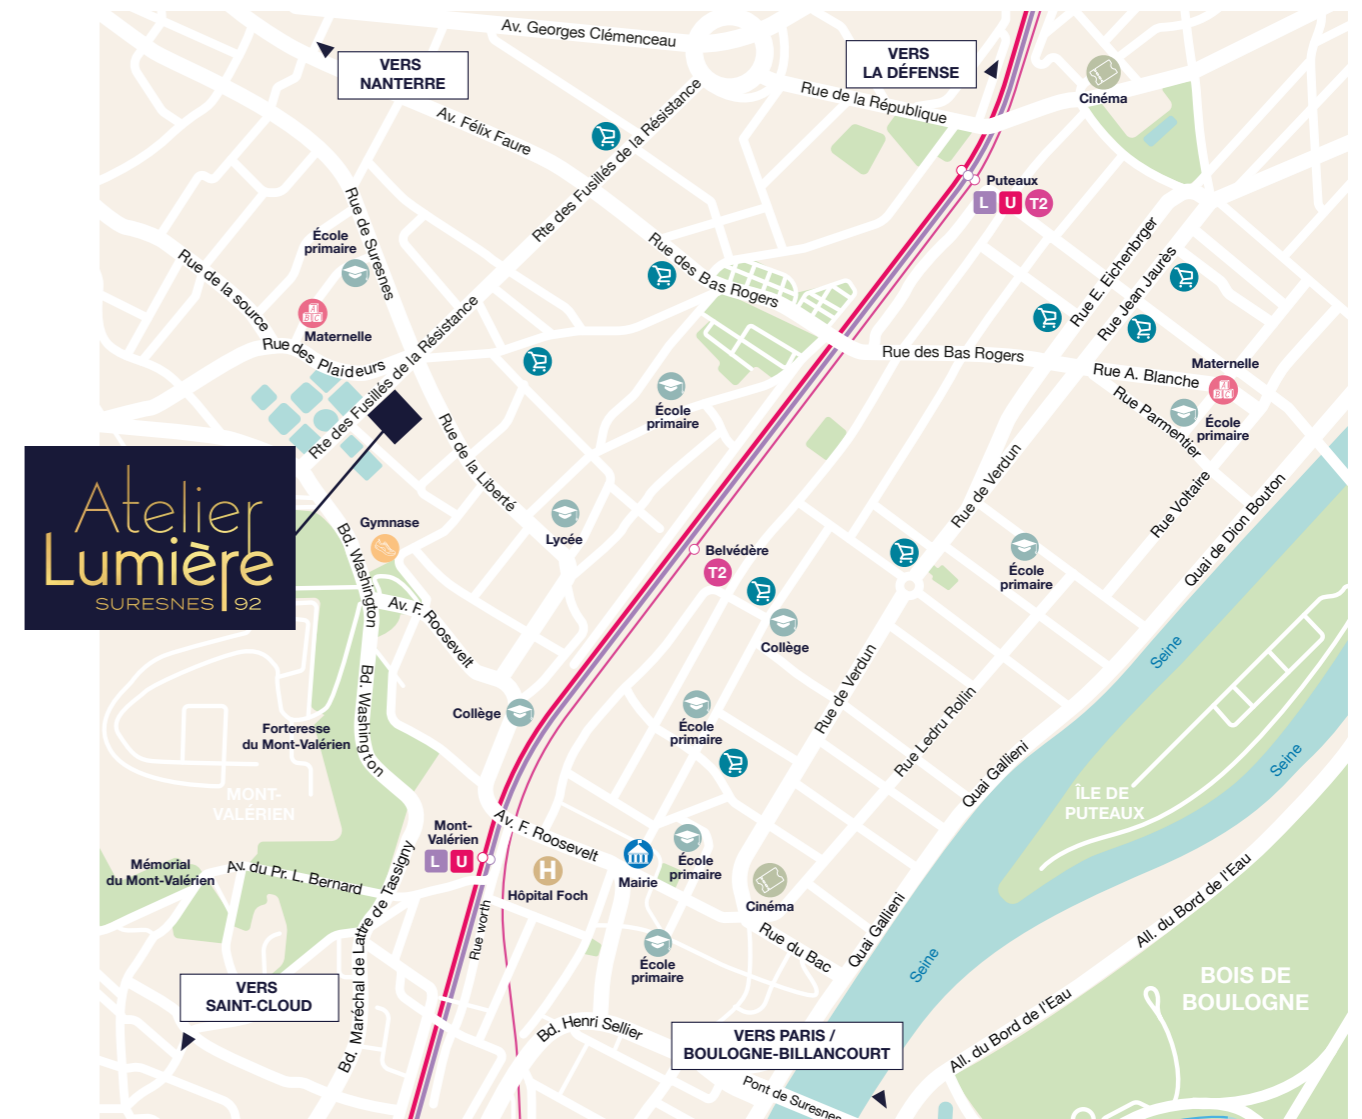 Av. Georges Clémenceau
VERS
NANTERRE
VERS
LA DÉFENSE
Cinéma
Rue de la République
Av. Félix Faure
Rte des Fusillés de la Résistance
Puteaux
L U T2
Rue de Suresnes
École
primaire
Rue de la source
Maternelle
A
B C
Rue des Plaideurs
Rte des Fusillés de la Résistance
Rue des Bas Rogers
Rue E. Eichenbrger
Rue Jean Jaurès
Rue des Bas Rogers
Rue A. Blanche
Maternelle
A
B C
Rue Parmentier
École
primaire
École
primaire
Rue de la Liberté
Atelier
Lumière
SURESNES 92
Gymnase
Bd. Washington
Lycée
Rue de Verdun
Rue Voltaire
Quai de Dion Bouton
Belvédère
T2
École
primaire
Av. F. Roosevelt
Collège
Seine
Rue de Verdun
Bd. Washington
Collège
École
primaire
Rue Ledru Rollin
Forteresse
du Mont-Valérien
Quai Gallieni
Seine
MONT-
VALÉRIEN
ÎLE DE
PUTEAUX
Mont-
Valérien
L U
Av. F. Roosevelt
Mémorial
du Mont-Valérien
Av. du Pr. L. Bernard
H
Hôpital Foch
Mairie
École
primaire
Cinéma
All. du Bord de l'Eau
Bd. Maréchal de Lattre de Tassigny
Rue worth
Rue du Bac
Quai Gallieni
Seine
École
primaire
BOIS DE
BOULOGNE
VERS
SAINT-CLOUD
Bd. Henri Sellier
VERS PARIS /
BOULOGNE-BILLANCOURT
All. du Bord de l'Eau
Pont de Suresnes